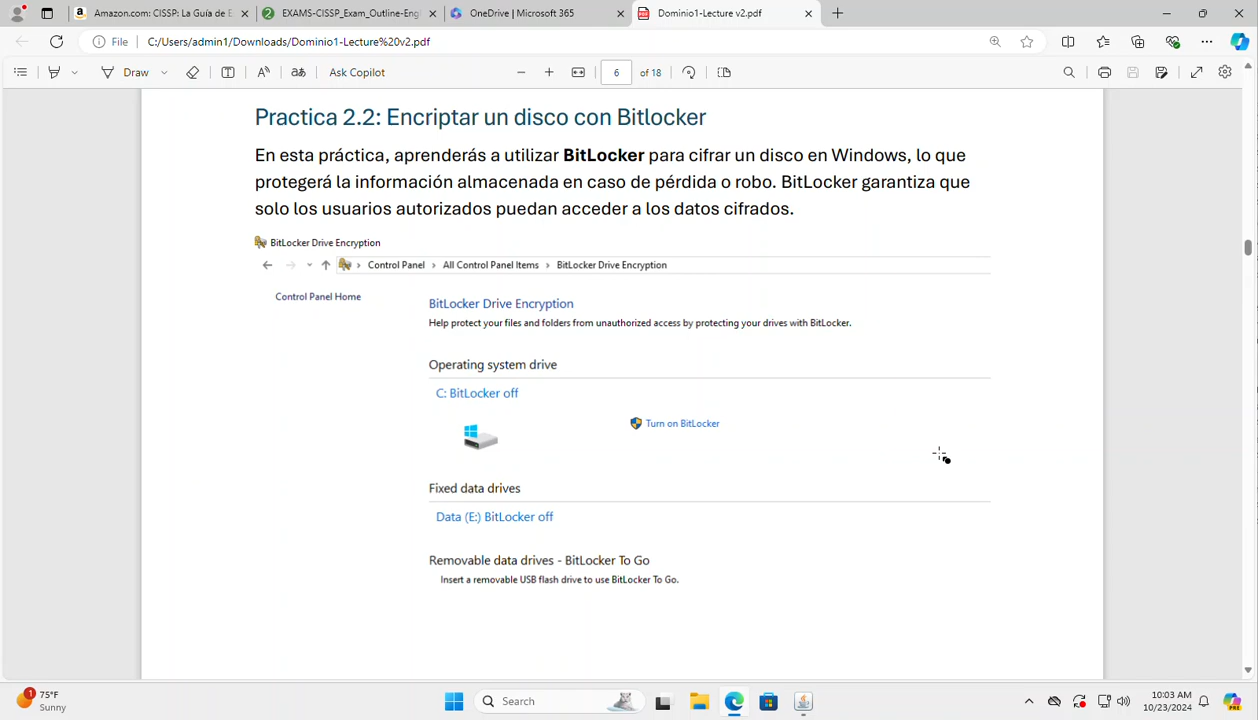 Amazon.com: CISSP: La Guía de E
EXAMS-CISSP_Exam_Outline-Eng
OneDrive | Microsoft 365
Dominio1-Lecture v2.pdf
File
C:/Users/admin1/Downloads/Dominio1-Lecture%20v2.pdf
Draw
Ask Copilot
6
of 18
Practica 2.2: Encriptar un disco con Bitlocker
En esta práctica, aprenderás a utilizar BitLocker para cifrar un disco en Windows, lo que
protegerá la información almacenada en caso de pérdida o robo. BitLocker garantiza que
solo los usuarios autorizados puedan acceder a los datos cifrados.
BitLocker Drive Encryption
Control Panel > All Control Panel Items > BitLocker Drive Encryption
Control Panel Home
BitLocker Drive Encryption
Help protect your files and folders from unauthorized access by protecting your drives with BitLocker.
Operating system drive
C: BitLocker off
Turn on BitLocker
Fixed data drives
Data (E:) BitLocker off
Removable data drives - BitLocker To Go
Insert a removable USB flash drive to use BitLocker To Go.
1
75°F
Sunny
Search
10:03 AM
10/23/2024